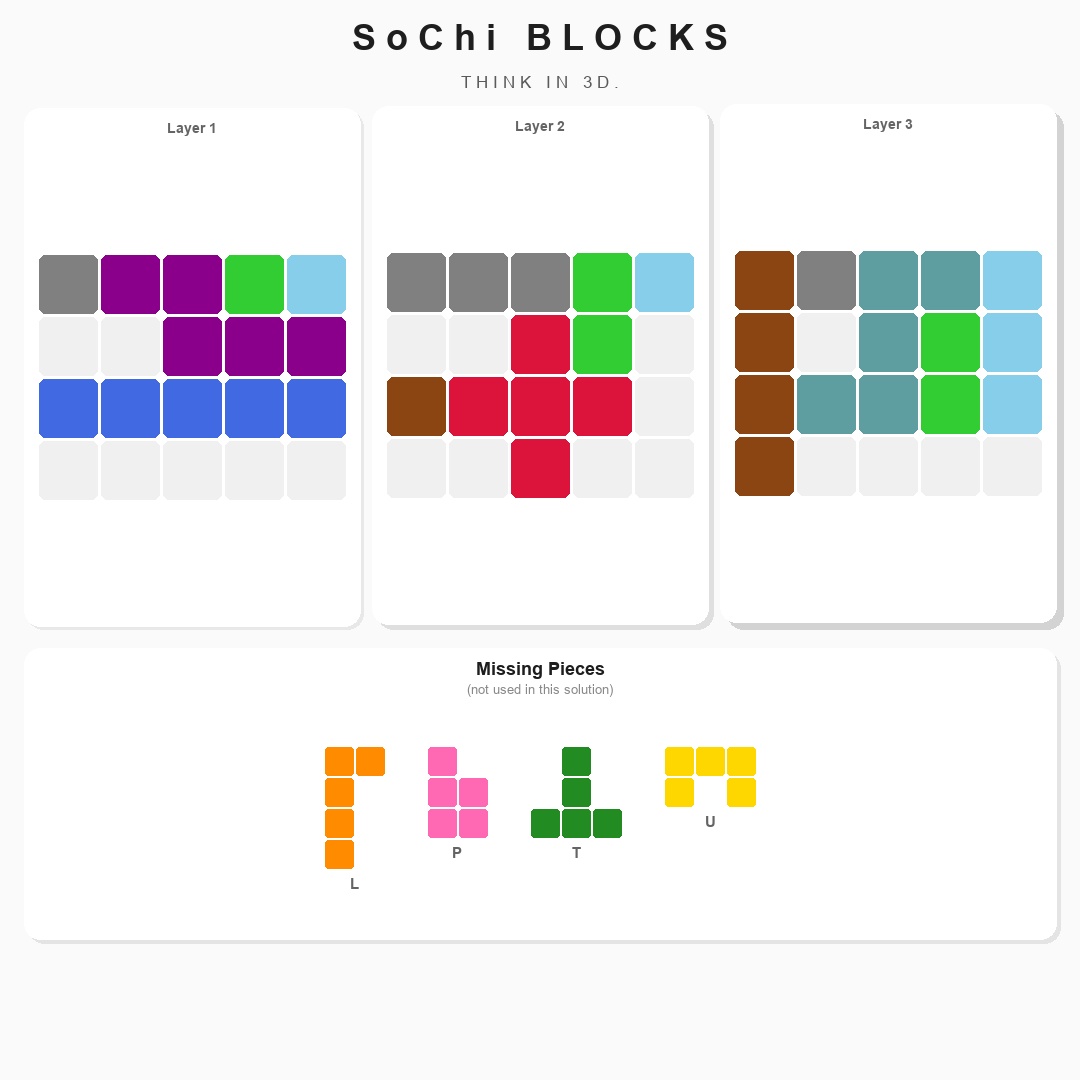 SoChi BLOCKS
THINK IN 3D.
Layer 1
Layer 2
Layer 3
Missing Pieces
(not used in this solution)
L
P
T
U